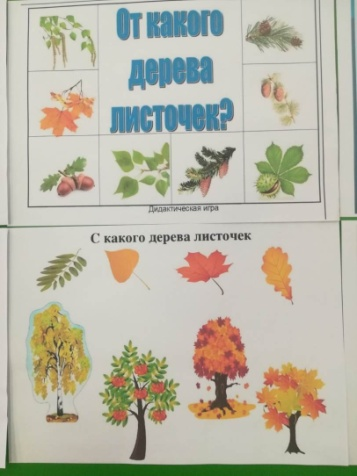 От какого
дерева
листочек?
Дидактическая игра
С какого дерева листочек